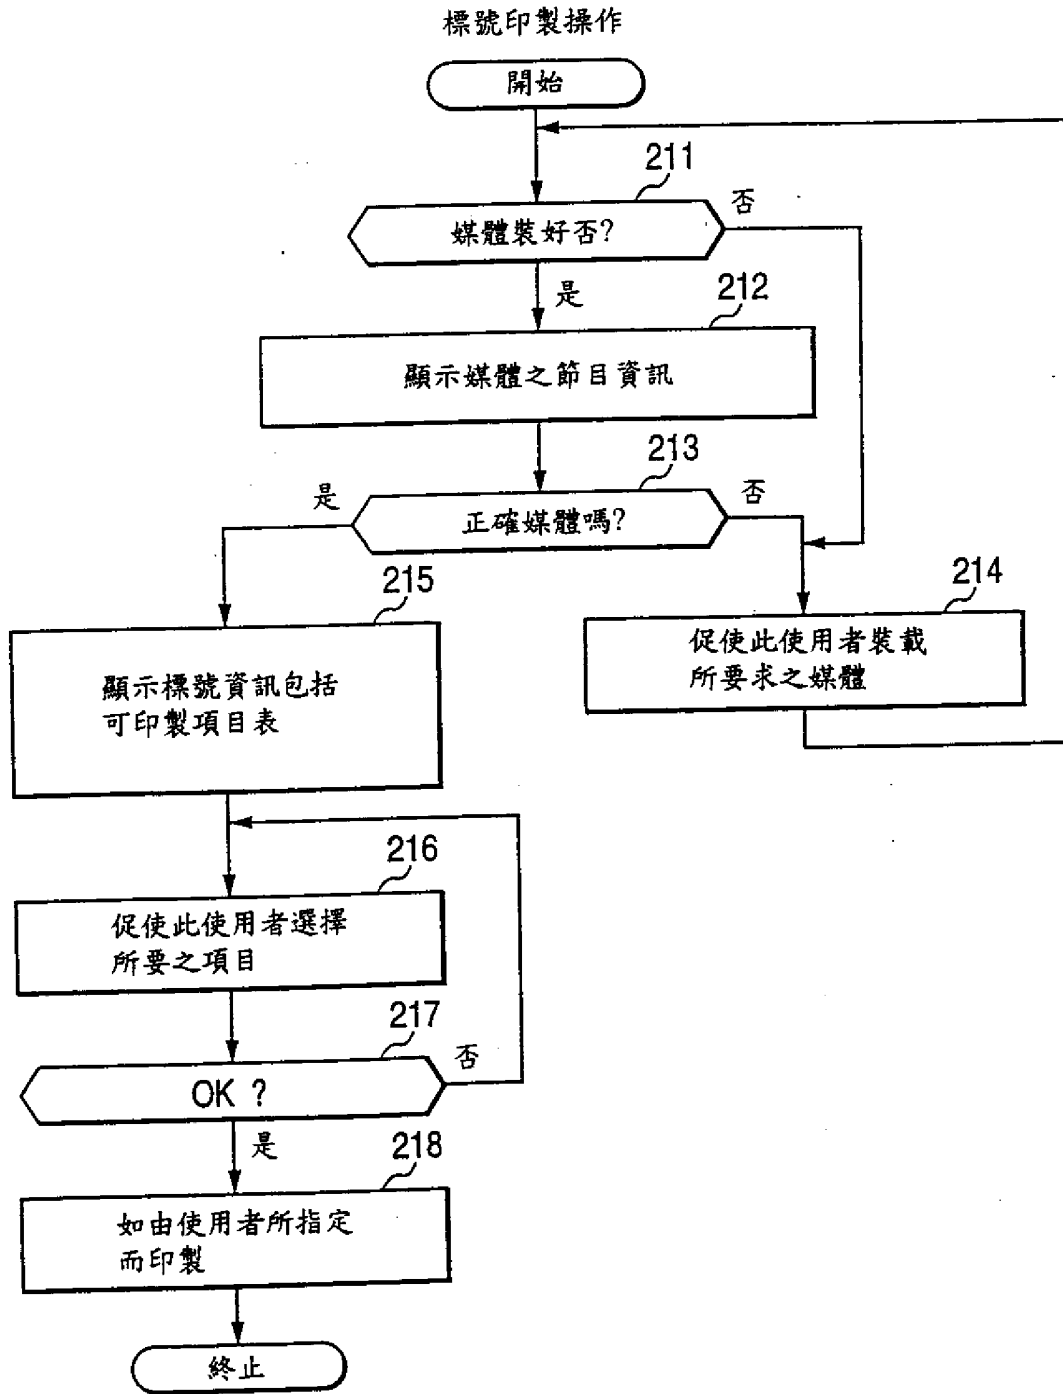 標號印製操作
開始
211
媒體裝好否?
否
是
212
顯示媒體之節目資訊
213
正確媒體嗎?
是
否
214
促使此使用者裝載
所要求之媒體
215
顯示標號資訊包括
可印製項目表
216
促使此使用者選擇
所要之項目
217
OK ?
否
是
218
如由使用者所指定
而印製
終止